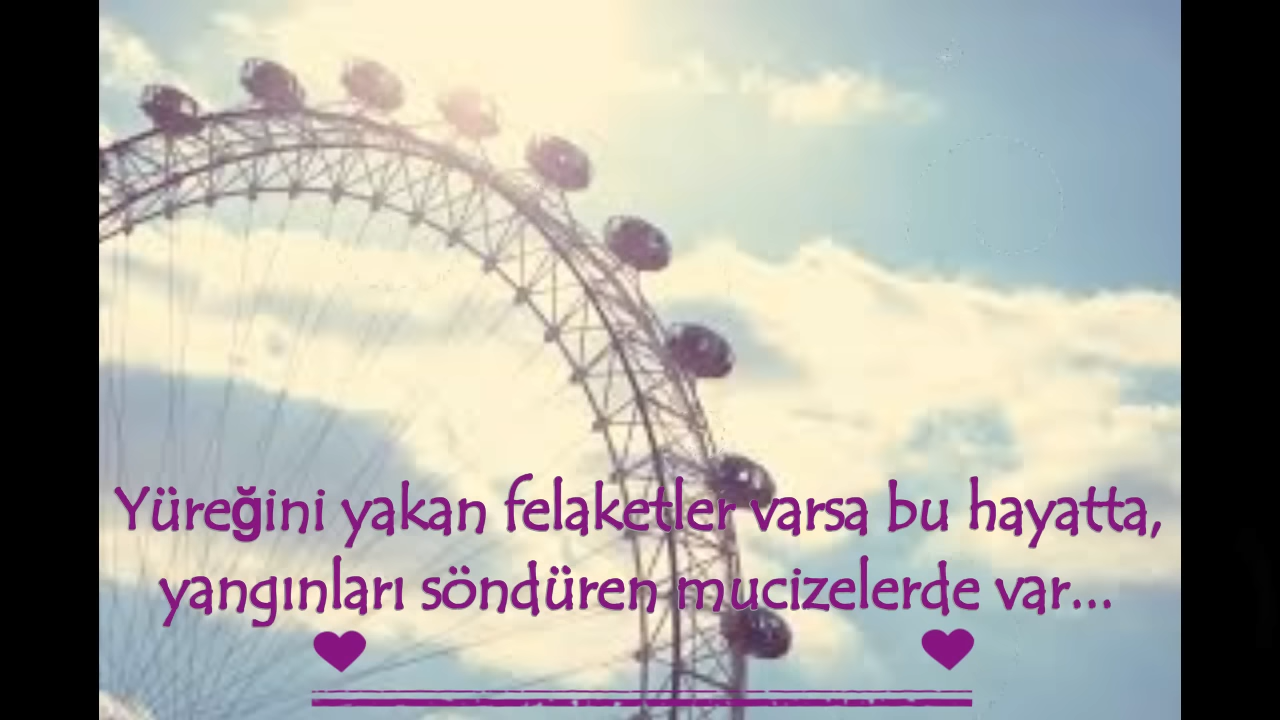 Yüreğini yakan felaketler varsa bu hayatta,
yangınları söndüren mucizelerde var...